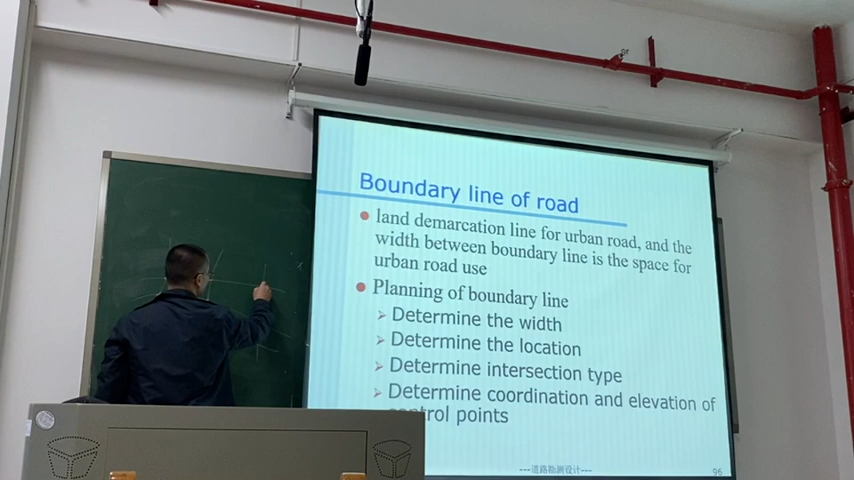 Boundary line of road
land demarcation line for urban road, and the
width between boundary line is the space for
urban road use
Planning of boundary line
Determine the width
Determine the location
Determine intersection type
Determine coordination and elevation of
control points
---道路勘测设计---
96